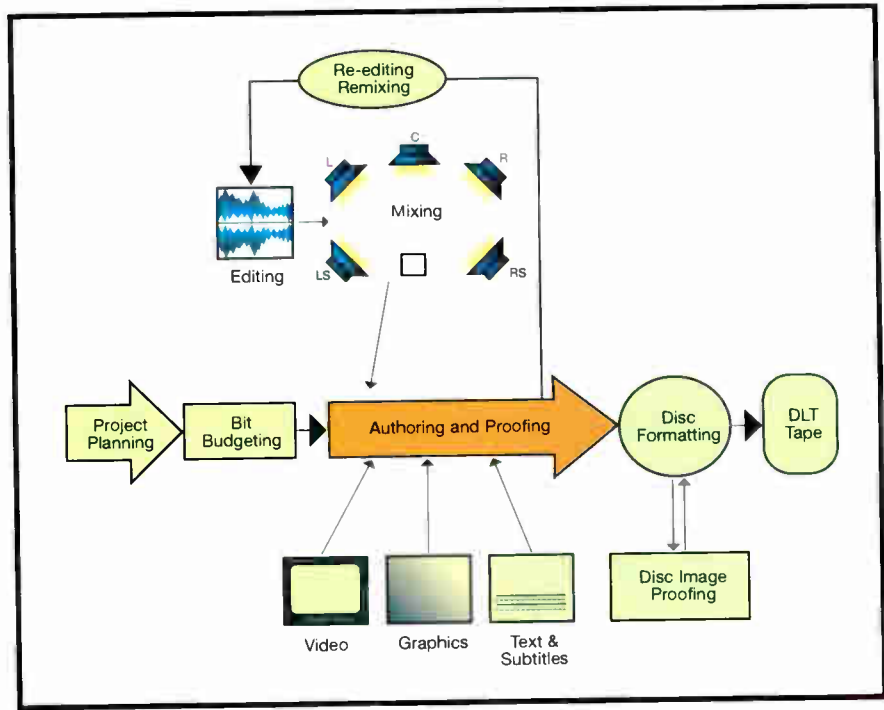 Re-editing
Remixing
C
L
R
Mixing
LS
RS
Editing
Project
Planning
Bit
Budgeting
Authoring and Proofing
Disc
Formatting
DLT
Tape
Disc Image
Proofing
Video
Graphics
Text &
Subtitles